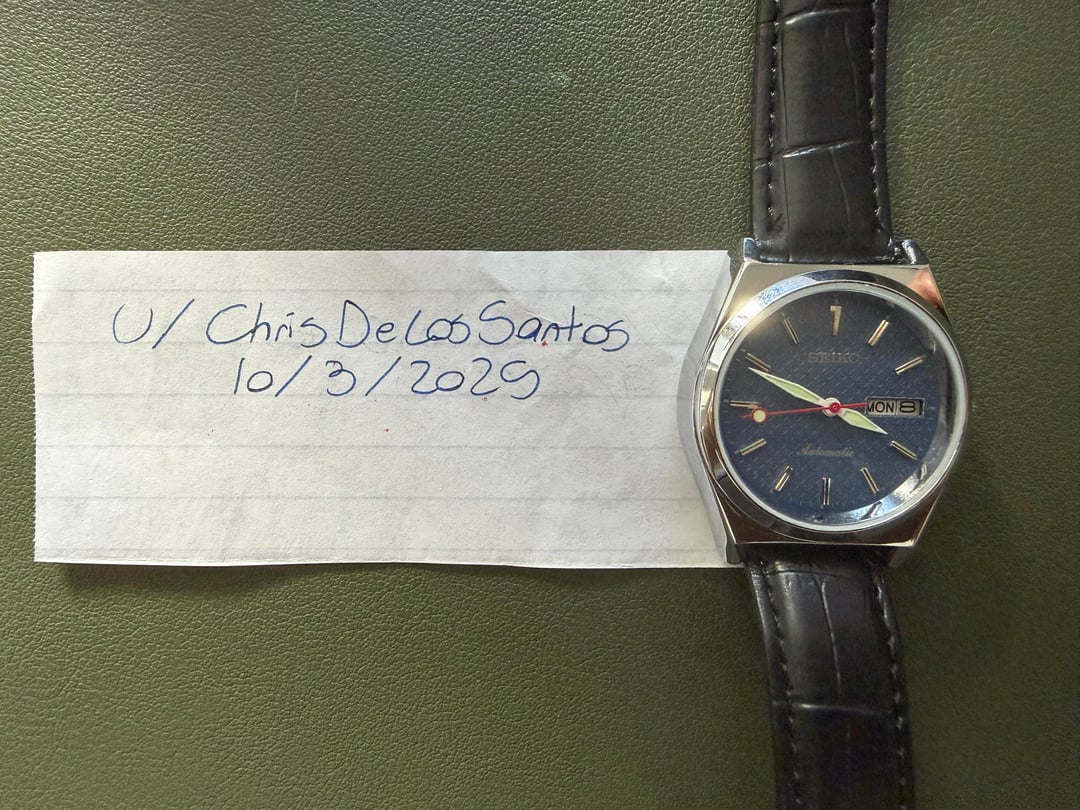 U/ChrisDeLosSantos
10/3/2025
SEIKO
MON 8
Automatic